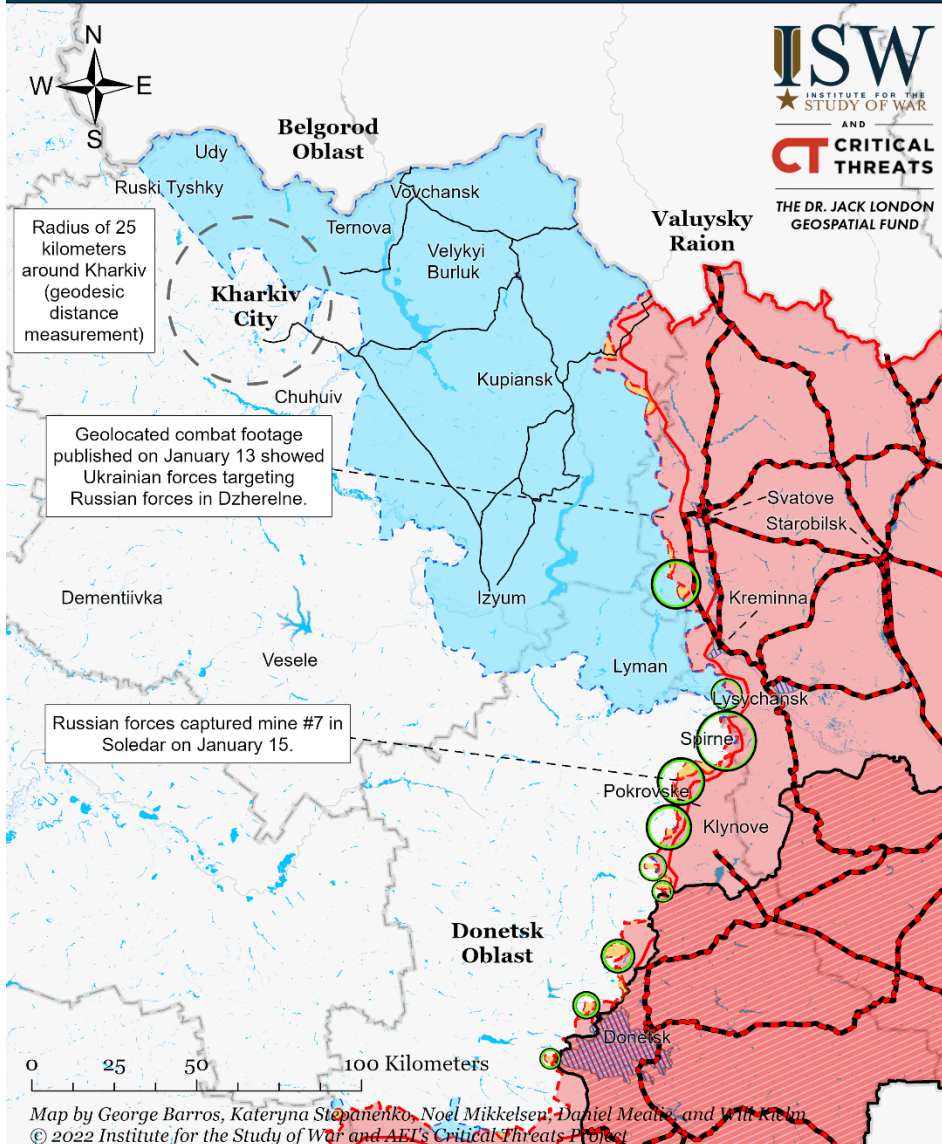 N
W
E
S
ISW
INSTITUTE FOR THE
STUDY OF WAR
AND
CT CRITICAL
THREATS
THE DR. JACK LONDON
GEOSPATIAL FUND
Belgorod
Oblast
Udy
Ruski Tyshky
Vovchansk
Ternova
Valuysky
Raion
Radius of 25
kilometers
around Kharkiv
(geodesic
distance
measurement)
Velykyi
Burluk
Kharkiv
City
Kupiansk
Chuhuiv
Geolocated combat footage
published on January 13 showed
Ukrainian forces targeting
Russian forces in Dzherelne.
Svatove
Starobilsk
Dementiivka
Izyum
Kreminna
Vesele
Lyman
Lysychansk
Russian forces captured mine #7 in
Soledar on January 15.
Spirne
Pokrovske
Klynove
Donetsk
Oblast
Donetsk
0 25 50 100 Kilometers
Map by George Barros, Kateryna Stepanenko, Noel Mikkelsen, Daniel Mealie, and Will Kielm
© 2022 Institute for the Study of War and AEI's Critical Threats Project